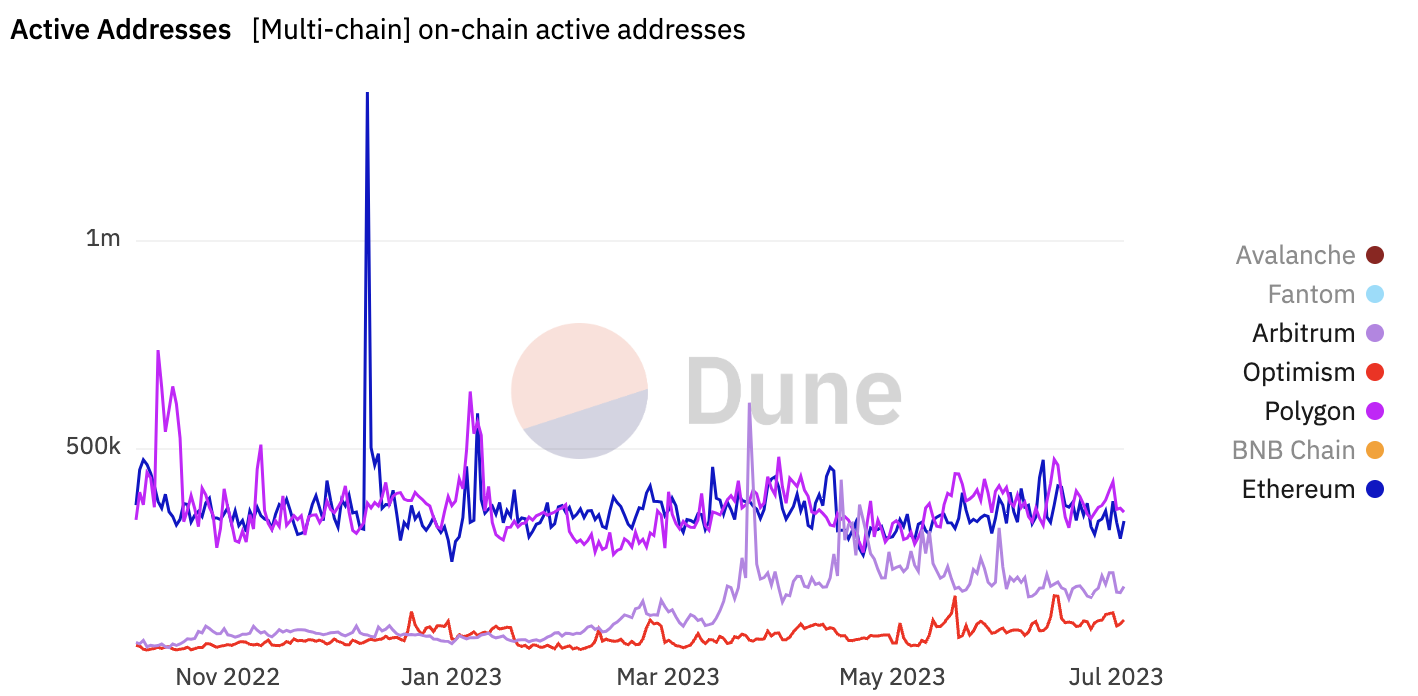 Active Addresses [Multi-chain] on-chain active addresses
1m
500k
Dune
Nov 2022 Jan 2023 Mar 2023 May 2023 Jul 2023
Avalanche
Fantom
Arbitrum
Optimism
Polygon
BNB Chain
Ethereum